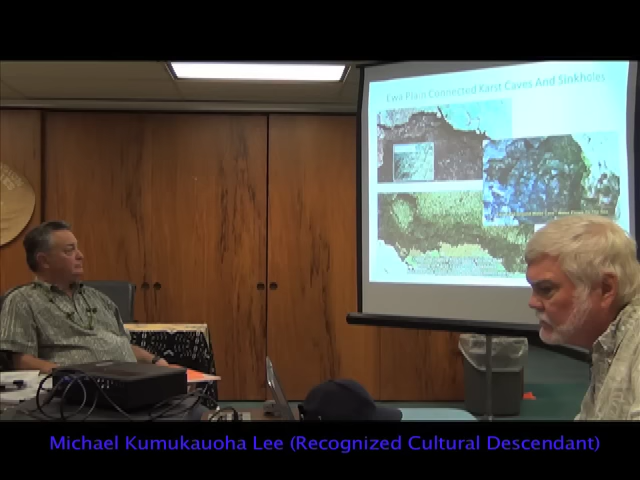 Ewa Plain Connected Karst Caves And Sinkholes
Michael Kumukauoha Lee (Recognized Cultural Descendant)